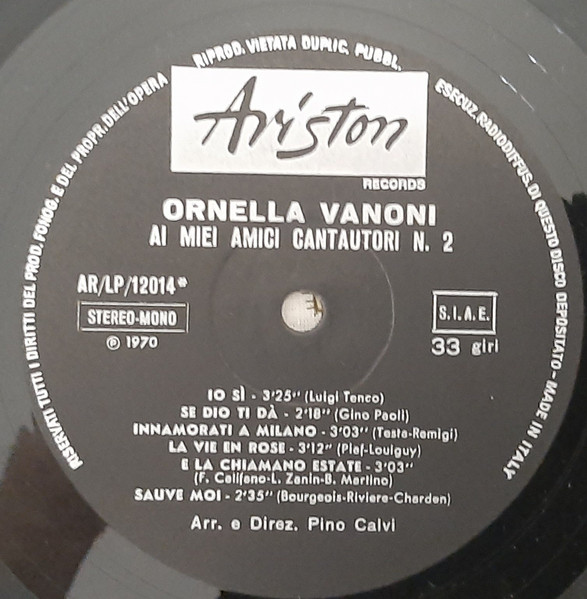 RISERVATI TUTTI I DIRITTI DEL PROD. FONOG. E DEL PROPR. DELL'OPERA
RIPROD. VIETATA DUPLIC. PUBBL.
ESECUZ. RADIODIFFUS. DI QUESTO DISCO DEPOSITATO - MADE IN ITALY
Ariston
RECORDS
ORNELLA VANONI
AI MIEI AMICI CANTAUTORI N. 2
AR/LP/12014*
STEREO-MONO
℗ 1970
S.I.A.E.
33 giri
IO SÌ - 3'25" (Luigi Tenco)
SE DIO TI DÀ - 2'18" (Gino Paoli)
INNAMORATI A MILANO - 3'03" (Testa-Remigi)
LA VIE EN ROSE - 3'12" (Piaf-Louiguy)
E LA CHIAMANO ESTATE - 3'03"
(F. Califano-L. Zanin-B. Martino)
SAUVE MOI - 2'35" (Bourgeois-Riviere-Chardon)
Arr. e Direz. Pino Calvi